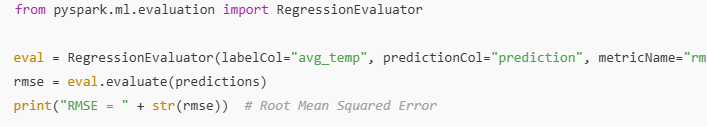 from pyspark.ml.evaluation import RegressionEvaluator
eval = RegressionEvaluator(labelCol="avg_temp", predictionCol="prediction", metricName="rm
rmse = eval.evaluate(predictions)
print("RMSE = " + str(rmse))  # Root Mean Squared Error